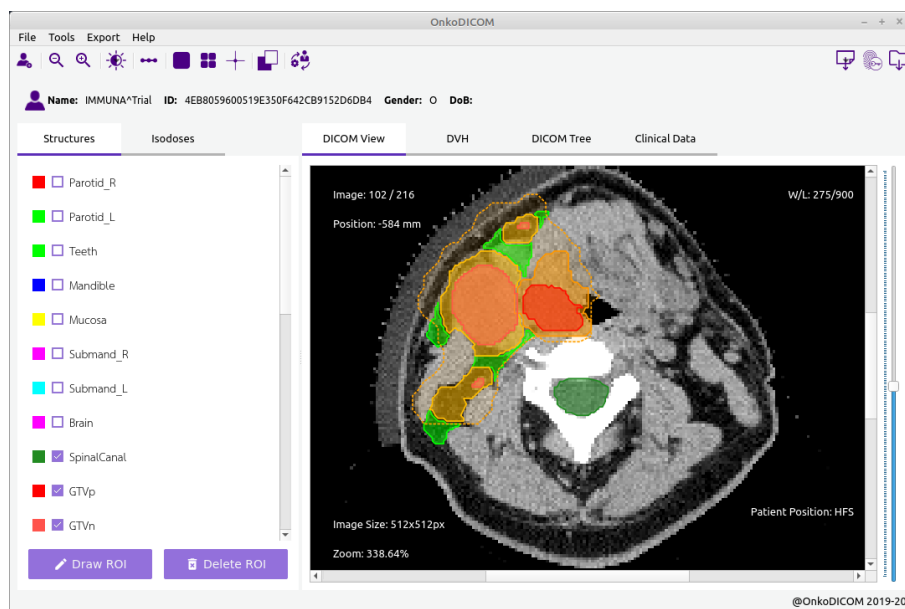 OnkoDICOM
File Tools Export Help
Name: IMMUNA^Trial ID: 4EB8059600519E350F642CB9152D6DB4 Gender: O DoB:
Structures Isodoses DICOM View DVH DICOM Tree Clinical Data
Parotid_R
Parotid_L
Teeth
Mandible
Mucosa
Submand_R
Submand_L
Brain
SpinalCanal
GTVp
GTVn
Draw ROI Delete ROI
Image: 102 / 216 W/L: 275/900
Position: -584 mm
Patient Position: HFS
Image Size: 512x512px
Zoom: 338.64%
@OnkoDICOM 2019-20